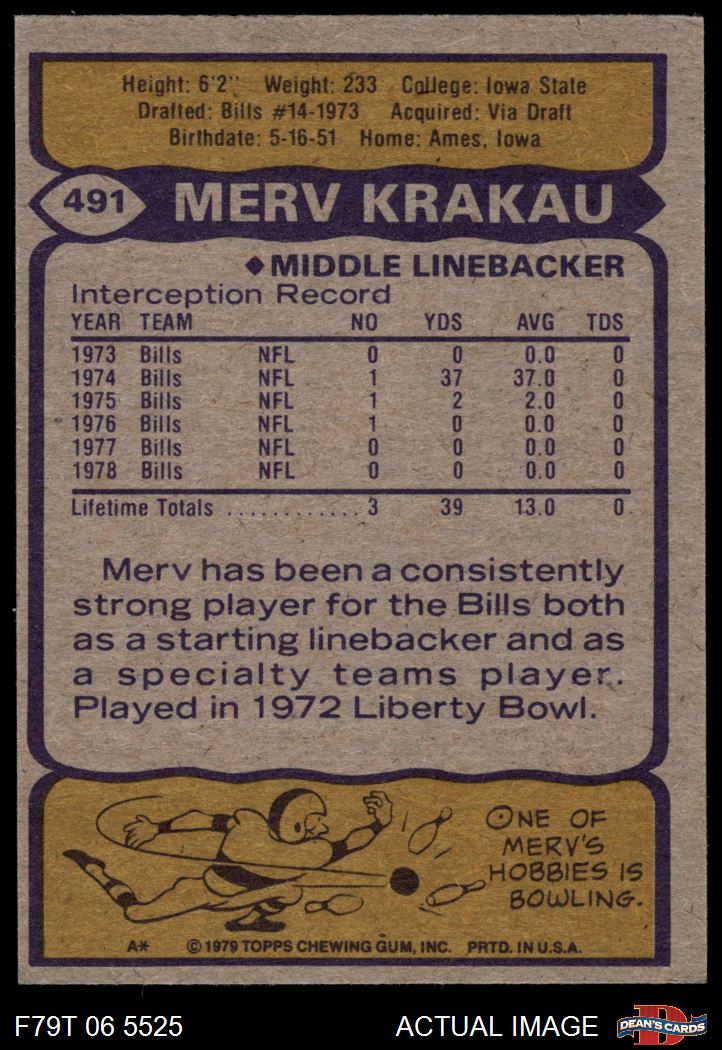 Height: 6'2" Weight: 233 College: Iowa State
Drafted: Bills #14-1973 Acquired: Via Draft
Birthdate: 5-16-51 Home: Ames, Iowa
491 MERV KRAKAU
◆MIDDLE LINEBACKER
Interception Record
YEAR TEAM NO YDS AVG TDS
1973 Bills NFL 0 0 0.0 0
1974 Bills NFL 1 37 37.0 0
1975 Bills NFL 1 2 2.0 0
1976 Bills NFL 1 0 0.0 0
1977 Bills NFL 0 0 0.0 0
1978 Bills NFL 0 0 0.0 0
Lifetime Totals ............ 3 39 13.0 0
Merv has been a consistently
strong player for the Bills both
as a starting linebacker and as
a specialty teams player.
Played in 1972 Liberty Bowl.
ONE OF
MERV'S
HOBBIES IS
BOWLING.
A* © 1979 TOPPS CHEWING GUM, INC. PRTD. IN U.S.A.
F79T 06 5525 ACTUAL IMAGE D DEAN'S CARDS